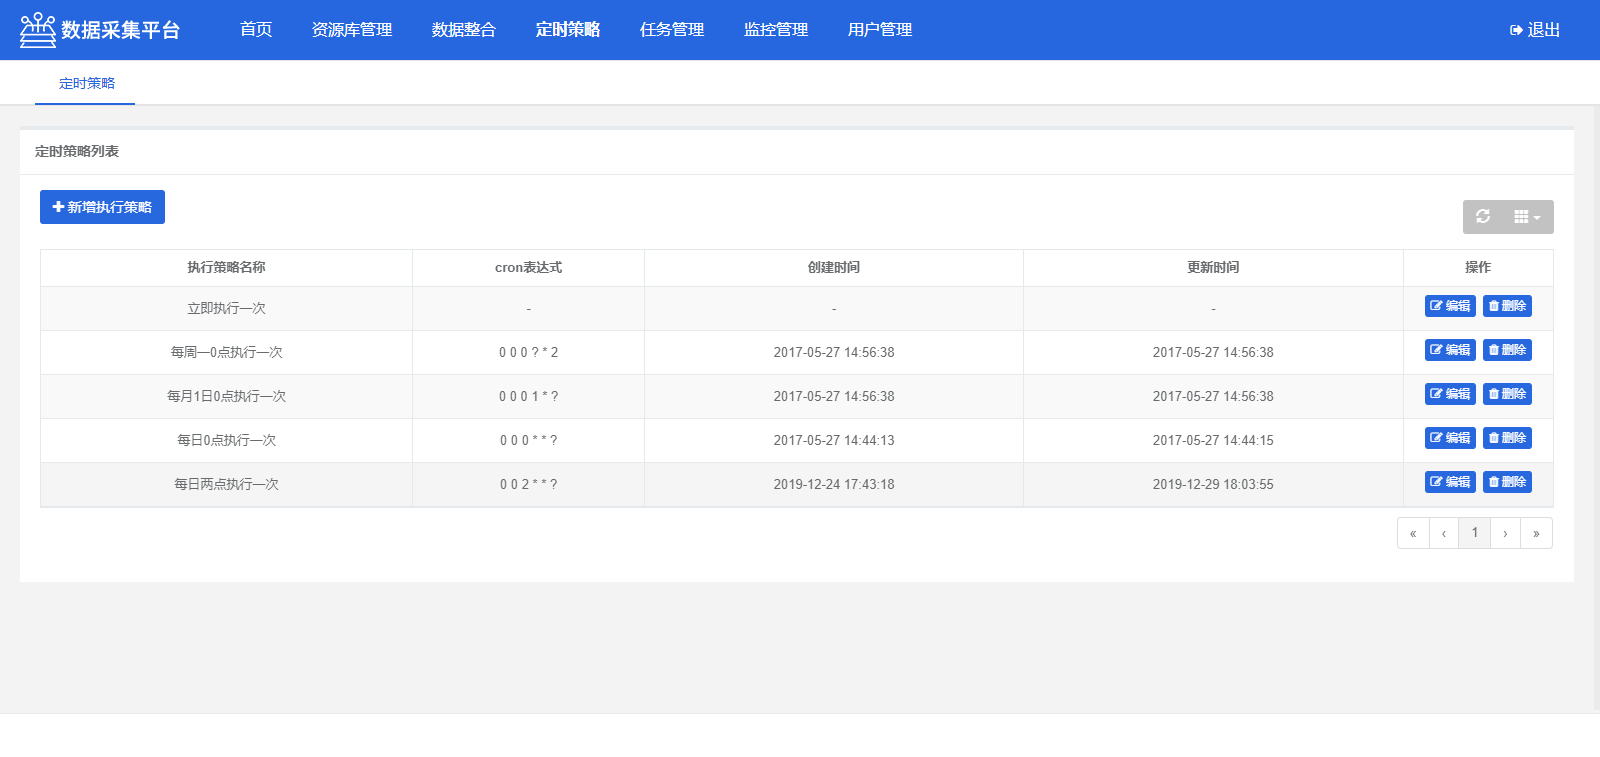 数据采集平台 首页 资源库管理 数据整合 定时策略 任务管理 监控管理 用户管理 退出
定时策略
定时策略列表
新增执行策略
执行策略名称 cron表达式 创建时间 更新时间 操作
立即执行一次 - - - 编辑 删除
每周一0点执行一次 0 0 0 ? * 2 2017-05-27 14:56:38 2017-05-27 14:56:38 编辑 删除
每月1日0点执行一次 0 0 0 1 * ? 2017-05-27 14:56:38 2017-05-27 14:56:38 编辑 删除
每日0点执行一次 0 0 0 * * ? 2017-05-27 14:44:13 2017-05-27 14:44:15 编辑 删除
每日两点执行一次 0 0 2 * * ? 2019-12-24 17:43:18 2019-12-29 18:03:55 编辑 删除
« ‹ 1 › »